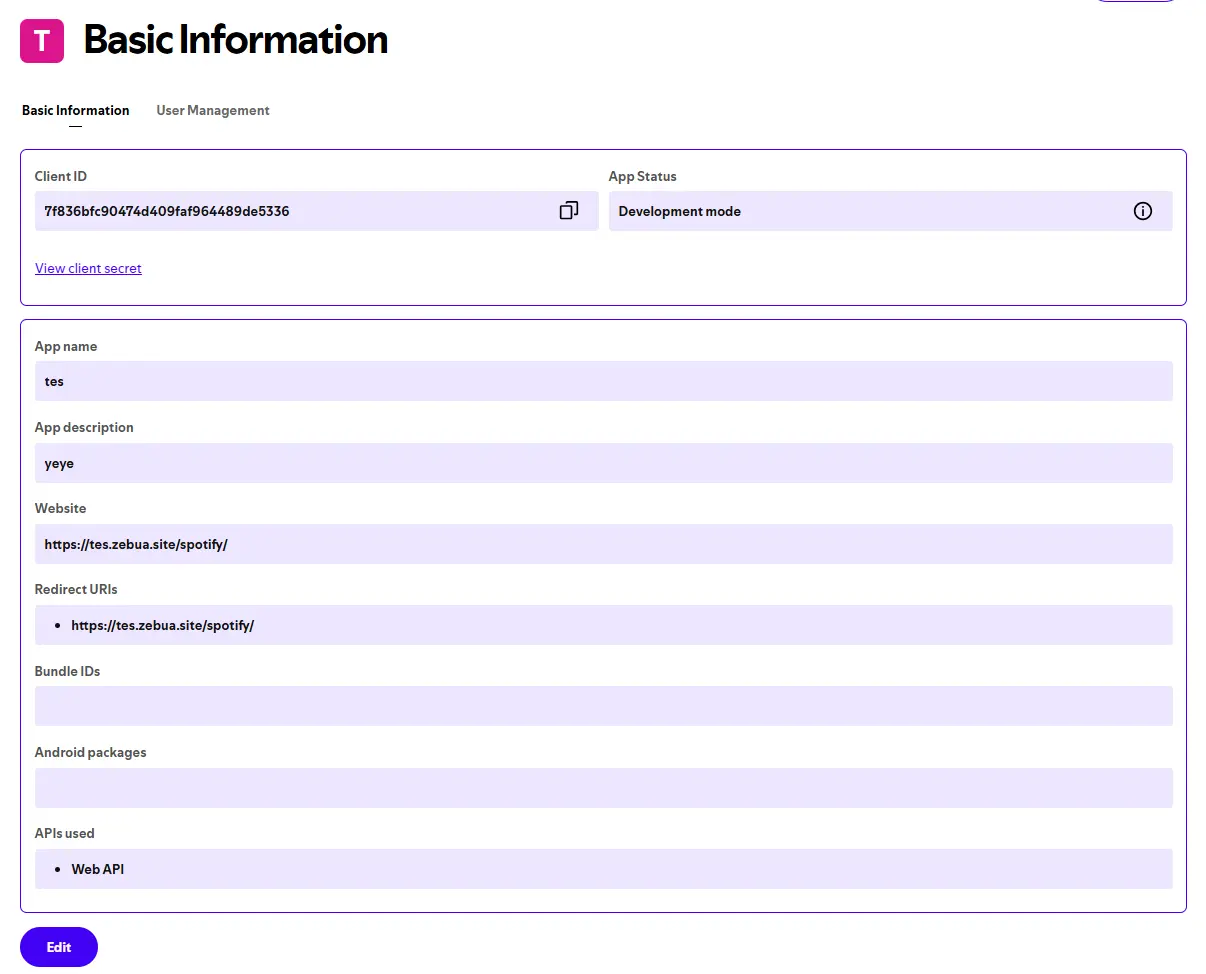 T
Basic Information
Basic Information User Management
Client ID App Status
7f836bfc90474d409faf964489de5336 Development mode
View client secret
App name
tes
App description
yeye
Website
https://tes.zebua.site/spotify/
Redirect URIs
• https://tes.zebua.site/spotify/
Bundle IDs
Android packages
APIs used
• Web API
Edit